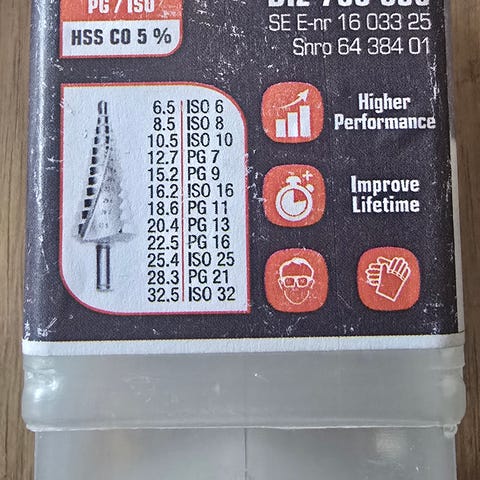 PG / ISO
HSS CO 5 %
SE E-nr 16 033 25
Snro 64 384 01
6.5 ISO 6
8.5 ISO 8
10.5 ISO 10
12.7 PG 7
15.2 PG 9
16.2 ISO 16
18.6 PG 11
20.4 PG 13
22.5 PG 16
25.4 ISO 25
28.3 PG 21
32.5 ISO 32
Higher
Performance
Improve
Lifetime